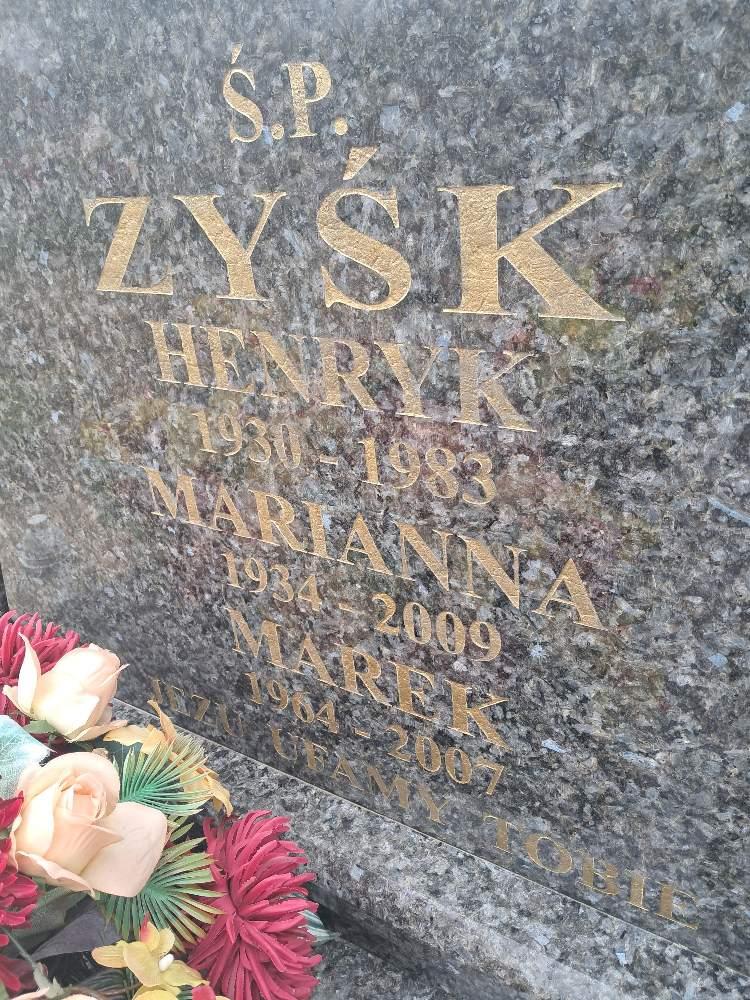 Ś.P.
ZYŚK
HENRYK
1930 - 1983
MARIANNA
1934 - 2009
MAREK
1964 - 2007
JEZU UFAMY TOBIE